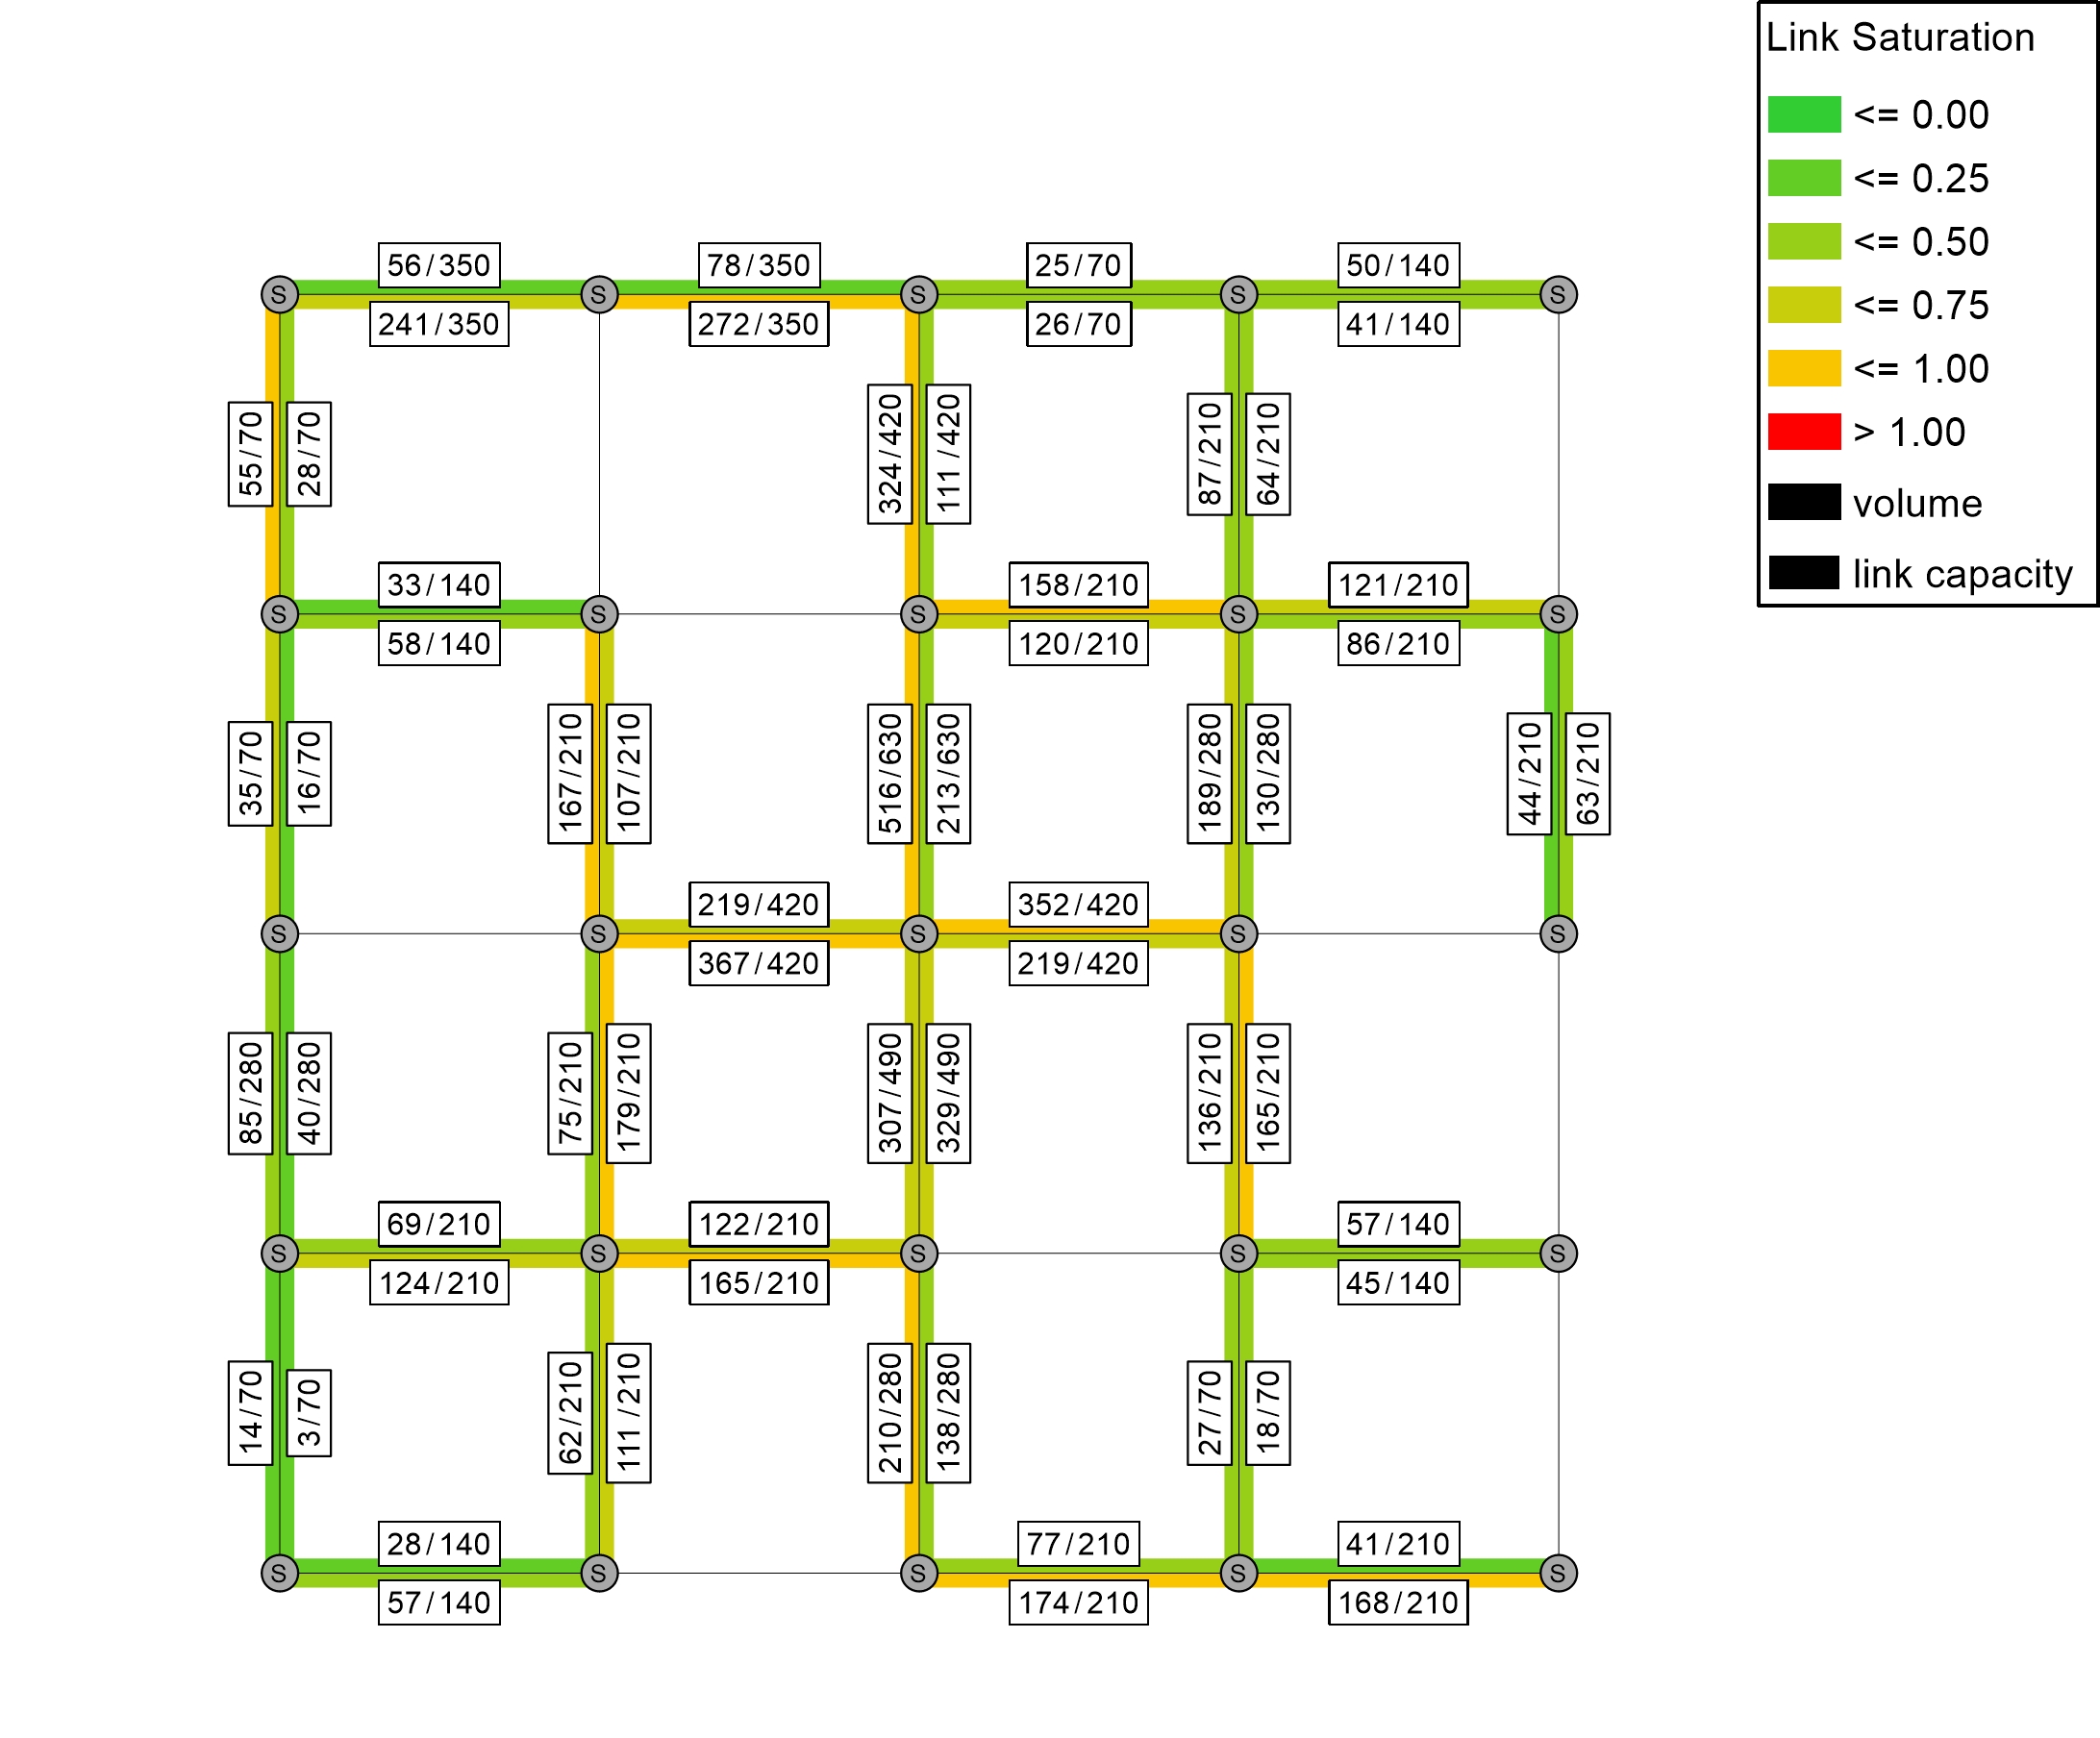 Link Saturation
<= 0.00
<= 0.25
<= 0.50
<= 0.75
<= 1.00
> 1.00
volume
link capacity
56/350
78/350
25/70
50/140
S
S
S
S
S
241/350
272/350
26/70
41/140
55/70
28/70
324/420
111/420
87/210
64/210
33/140
158/210
121/210
S
S
S
S
S
58/140
120/210
86/210
35/70
16/70
167/210
107/210
516/630
213/630
189/280
130/280
44/210
63/210
219/420
352/420
S
S
S
S
S
367/420
219/420
85/280
40/280
75/210
179/210
307/490
329/490
136/210
165/210
69/210
122/210
57/140
S
S
S
S
S
124/210
165/210
45/140
14/70
3/70
62/210
111/210
210/280
138/280
27/70
18/70
28/140
77/210
41/210
S
S
S
S
S
57/140
174/210
168/210